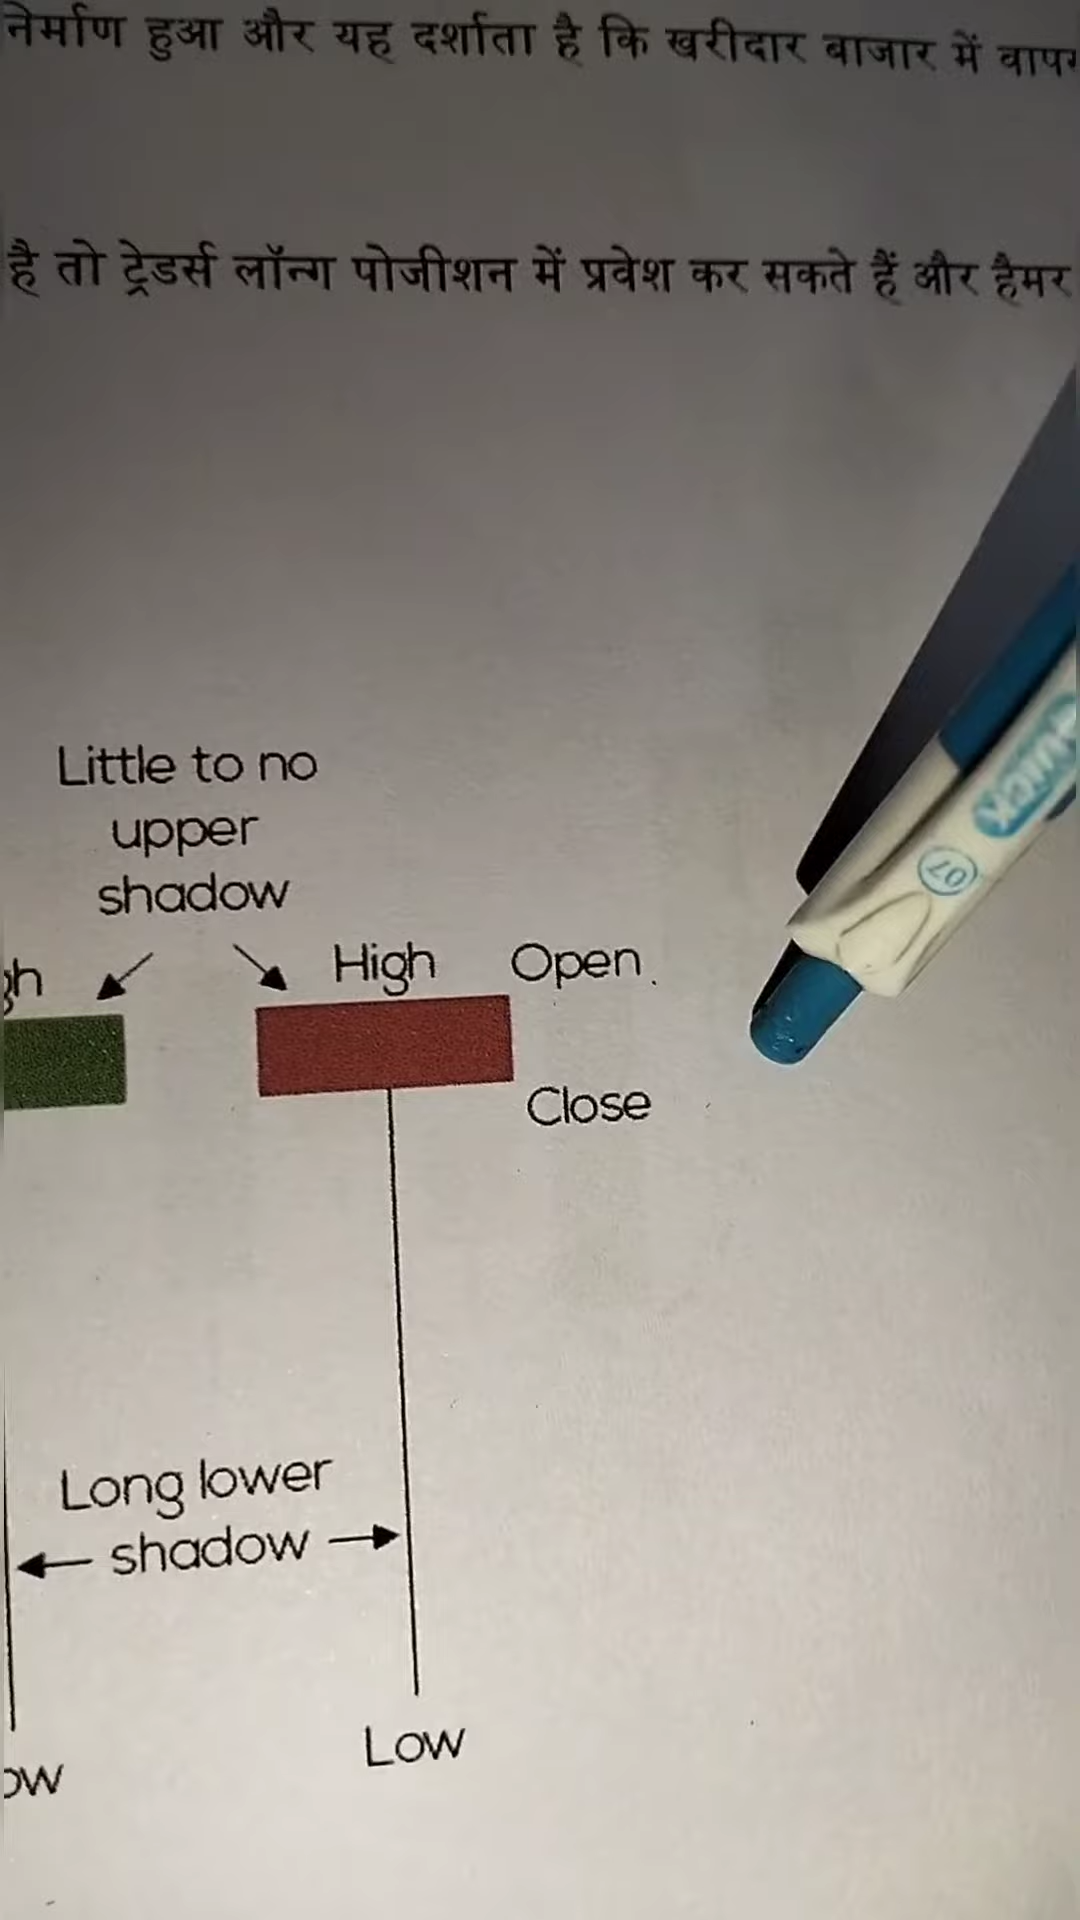 निर्माण हुआ और यह दर्शाता है कि खरीदार बाजार में
है तो ट्रेडर्स लॉन्ग पोजीशन में प्रवेश कर सकते हैं और हैमर
Little to no
upper
shadow
High Open
Close
Long lower
shadow
Low
07